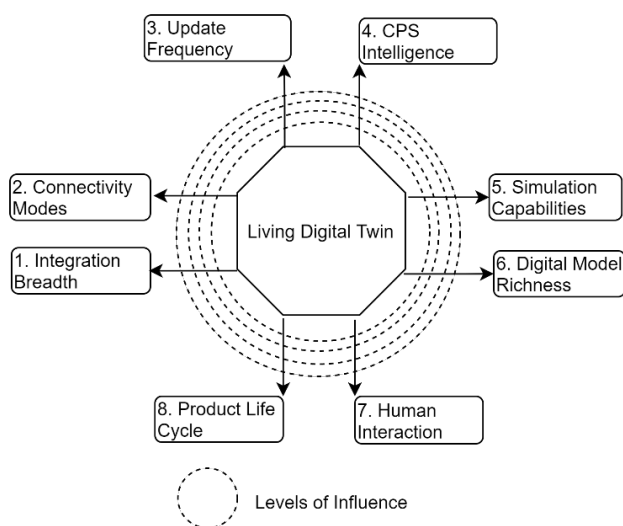 3. Update
Frequency
4. CPS
Intelligence
2. Connectivity
Modes
5. Simulation
Capabilities
Living Digital Twin
1. Integration
Breadth
6. Digital Model
Richness
8. Product Life
Cycle
7. Human
Interaction
Levels of Influence